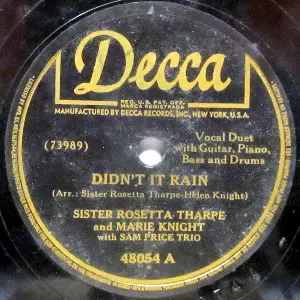 Decca
REG. U.S. PAT. OFF.
MARCA REGISTRADA
MANUFACTURED BY DECCA RECORDS, INC., NEW YORK, U.S.A.
(73989)
Vocal Duet
with Guitar, Piano,
Bass and Drums
DIDN'T IT RAIN
(Arr.: Sister Rosetta Tharpe-Helen Knight)
SISTER ROSETTA THARPE
and MARIE KNIGHT
with SAM PRICE TRIO
48054 A